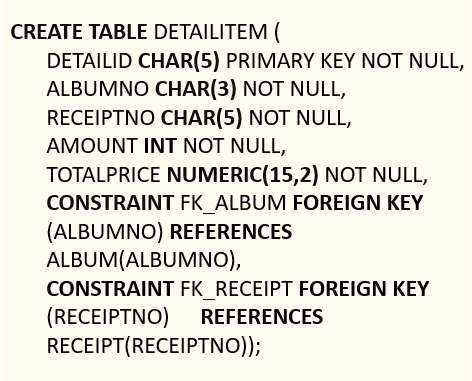 CREATE TABLE DETAILITEM (
DETAILID CHAR(5) PRIMARY KEY NOT NULL,
ALBUMNO CHAR(3) NOT NULL,
RECEIPTNO CHAR(5) NOT NULL,
AMOUNT INT NOT NULL,
TOTALPRICE NUMERIC(15,2) NOT NULL,
CONSTRAINT FK_ALBUM FOREIGN KEY
(ALBUMNO) REFERENCES
ALBUM(ALBUMNO),
CONSTRAINT FK_RECEIPT FOREIGN KEY
(RECEIPTNO) REFERENCES
RECEIPT(RECEIPTNO));